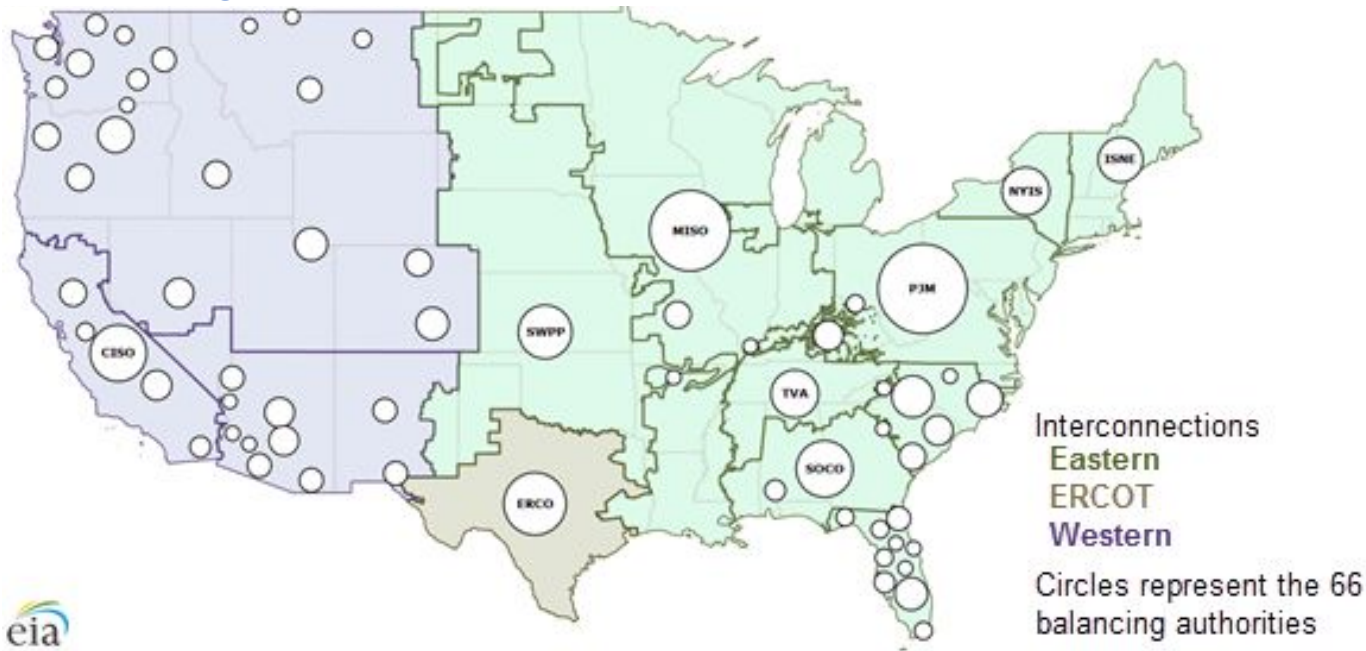 ISNE
NYIS
MISO
PJM
SWPP
CISO
TVA
SOCO
ERCO
Interconnections
Eastern
ERCOT
Western
Circles represent the 66
balancing authorities
eia